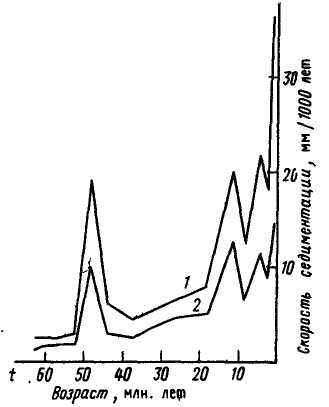 30
20
10
1
2
t 60 50 40 30 20 10
Возраст, млн. лет
Скорость седиментации, мм/1000 лет